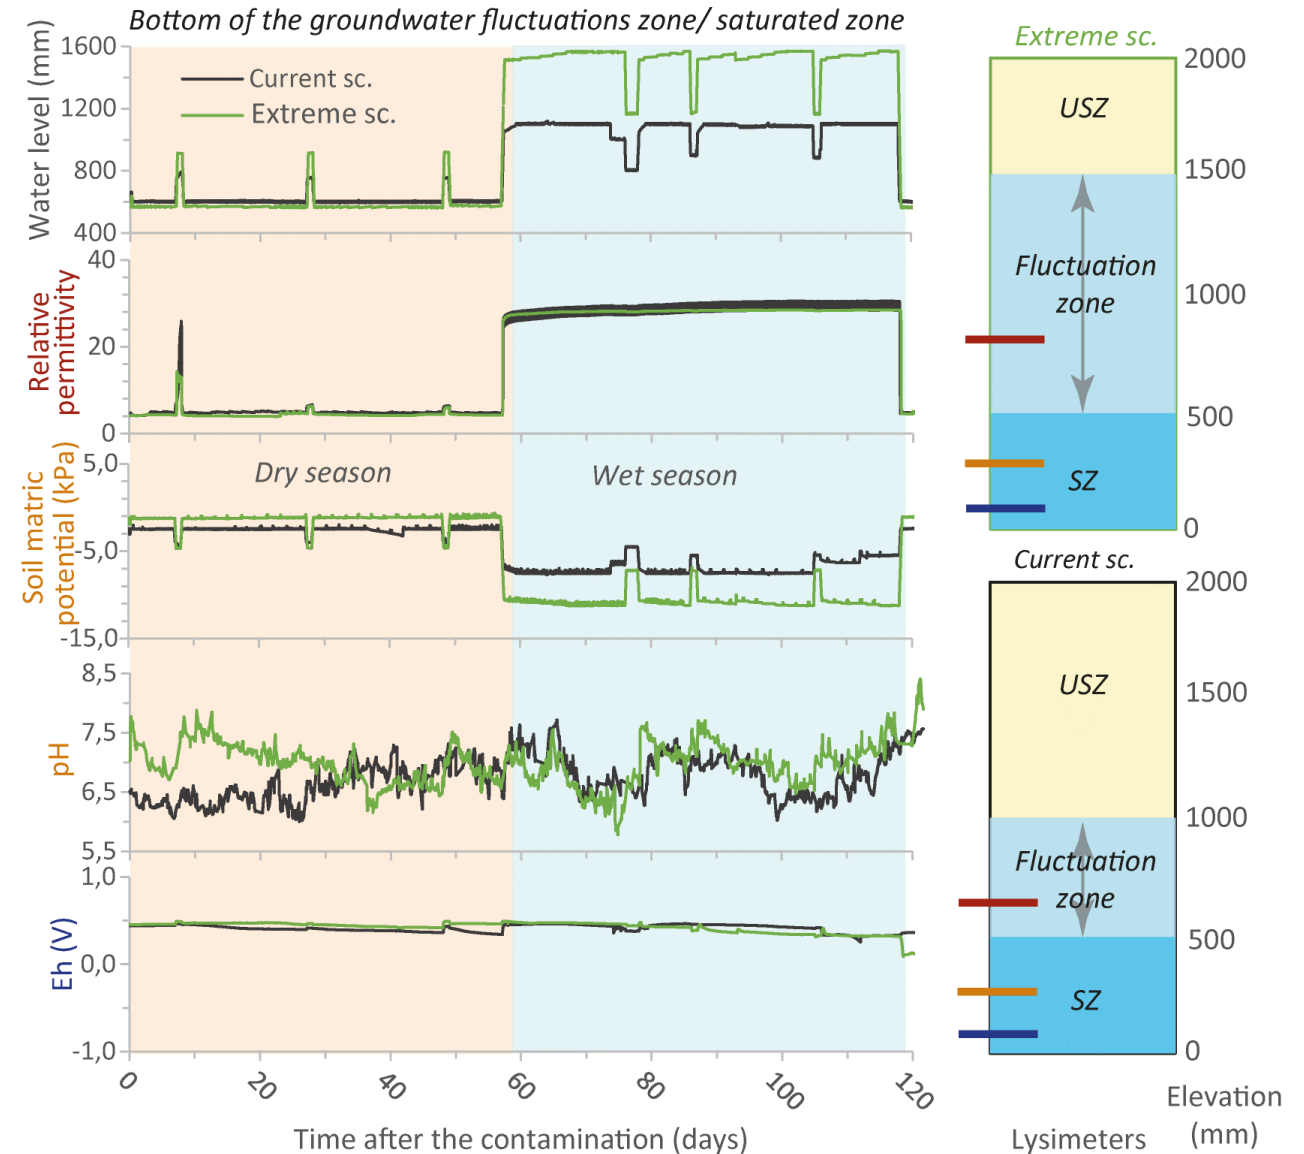 Bottom of the groundwater fluctuations zone/ saturated zone
Water level (mm)
1600
1200
800
400
Current sc.
Extreme sc.
Relative
permittivity
40
20
0
Soil matric
potential (kPa)
5,0
-5,0
-15,0
Dry season
Wet season
pH
8,5
7,5
6,5
5,5
Eh (V)
1,0
0,0
-1,0
0
20
40
60
80
100
120
Time after the contamination (days)
Extreme sc.
2000
USZ
1500
Fluctuation
zone
1000
500
SZ
0
Current sc.
2000
USZ
1500
1000
Fluctuation
zone
500
SZ
0
Elevation
(mm)
Lysimeters